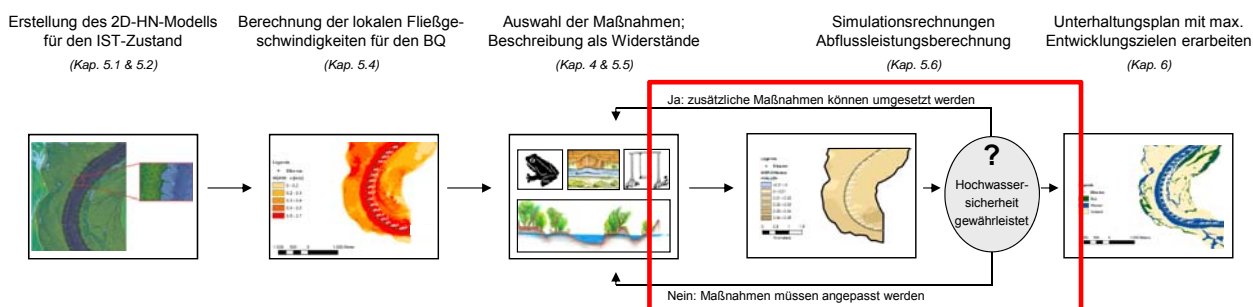 Erstellung des 2D-HN-Modells
für den IST-Zustand
(Kap. 5.1 & 5.2)
Berechnung der lokalen Fließge-
schwindigkeiten für den BQ
(Kap. 5.4)
Auswahl der Maßnahmen;
Beschreibung als Widerstände
(Kap. 4 & 5.5)
Simulationsrechnungen
Abflussleistungsberechnung
(Kap. 5.6)
Unterhaltungsplan mit max.
Entwicklungszielen erarbeiten
(Kap. 6)
Ja: zusätzliche Maßnahmen können umgesetzt werden
?
Hochwasser-
sicherheit
gewährleistet
Nein: Maßnahmen müssen angepasst werden